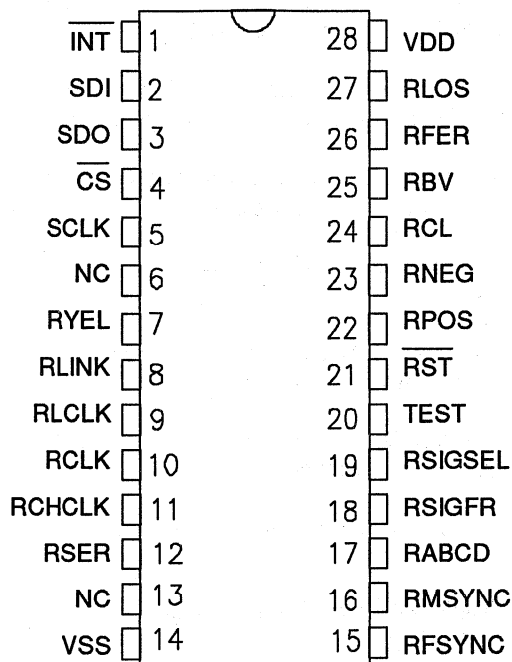 INT 1 28 VDD
SDI 2 27 RLOS
SDO 3 26 RFER
CS 4 25 RBV
SCLK 5 24 RCL
NC 6 23 RNEG
RYEL 7 22 RPOS
RLINK 8 21 RST
RLCLK 9 20 TEST
RCLK 10 19 RSIGSEL
RCHCLK 11 18 RSIGFR
RSER 12 17 RABCD
NC 13 16 RMSYNC
VSS 14 15 RFSYNC